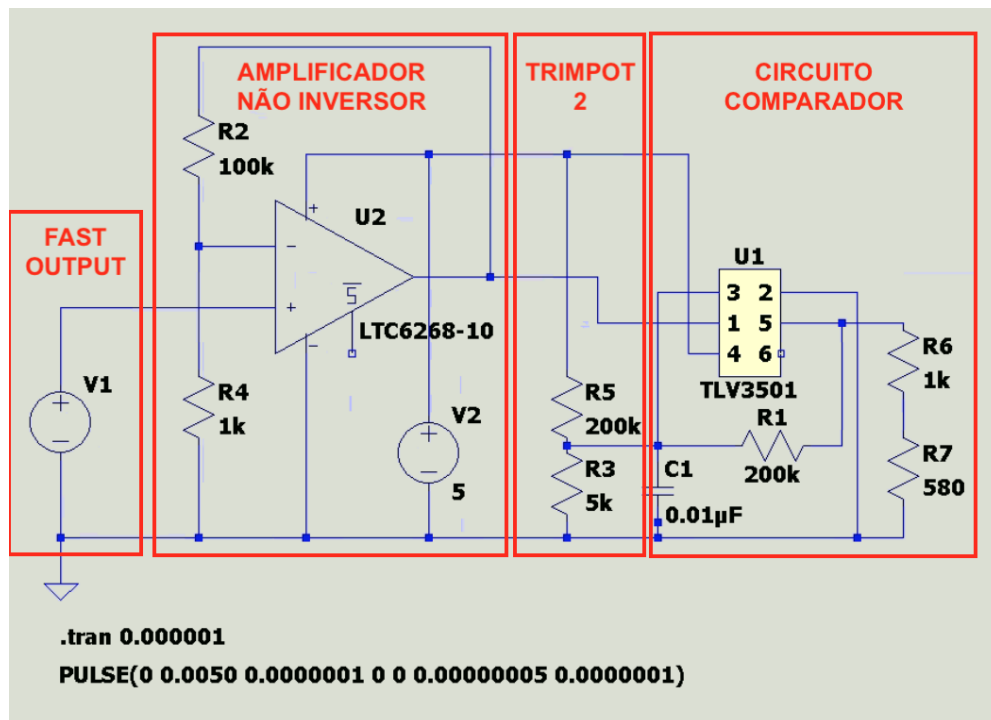 AMPLIFICADOR
NÃO INVERSOR
TRIMPOT
2
CIRCUITO
COMPARADOR
FAST
OUTPUT
R2
100k
+
U2
−
+
S
−
LTC6268-10
V1
+
−
R4
1k
V2
+
−
5
R5
200k
R3
5k
C1
0.01µF
U1
3 2
1 5
4 6
TLV3501
R1
200k
R6
1k
R7
580
.tran 0.000001
PULSE(0 0.0050 0.0000001 0 0 0.00000005 0.0000001)